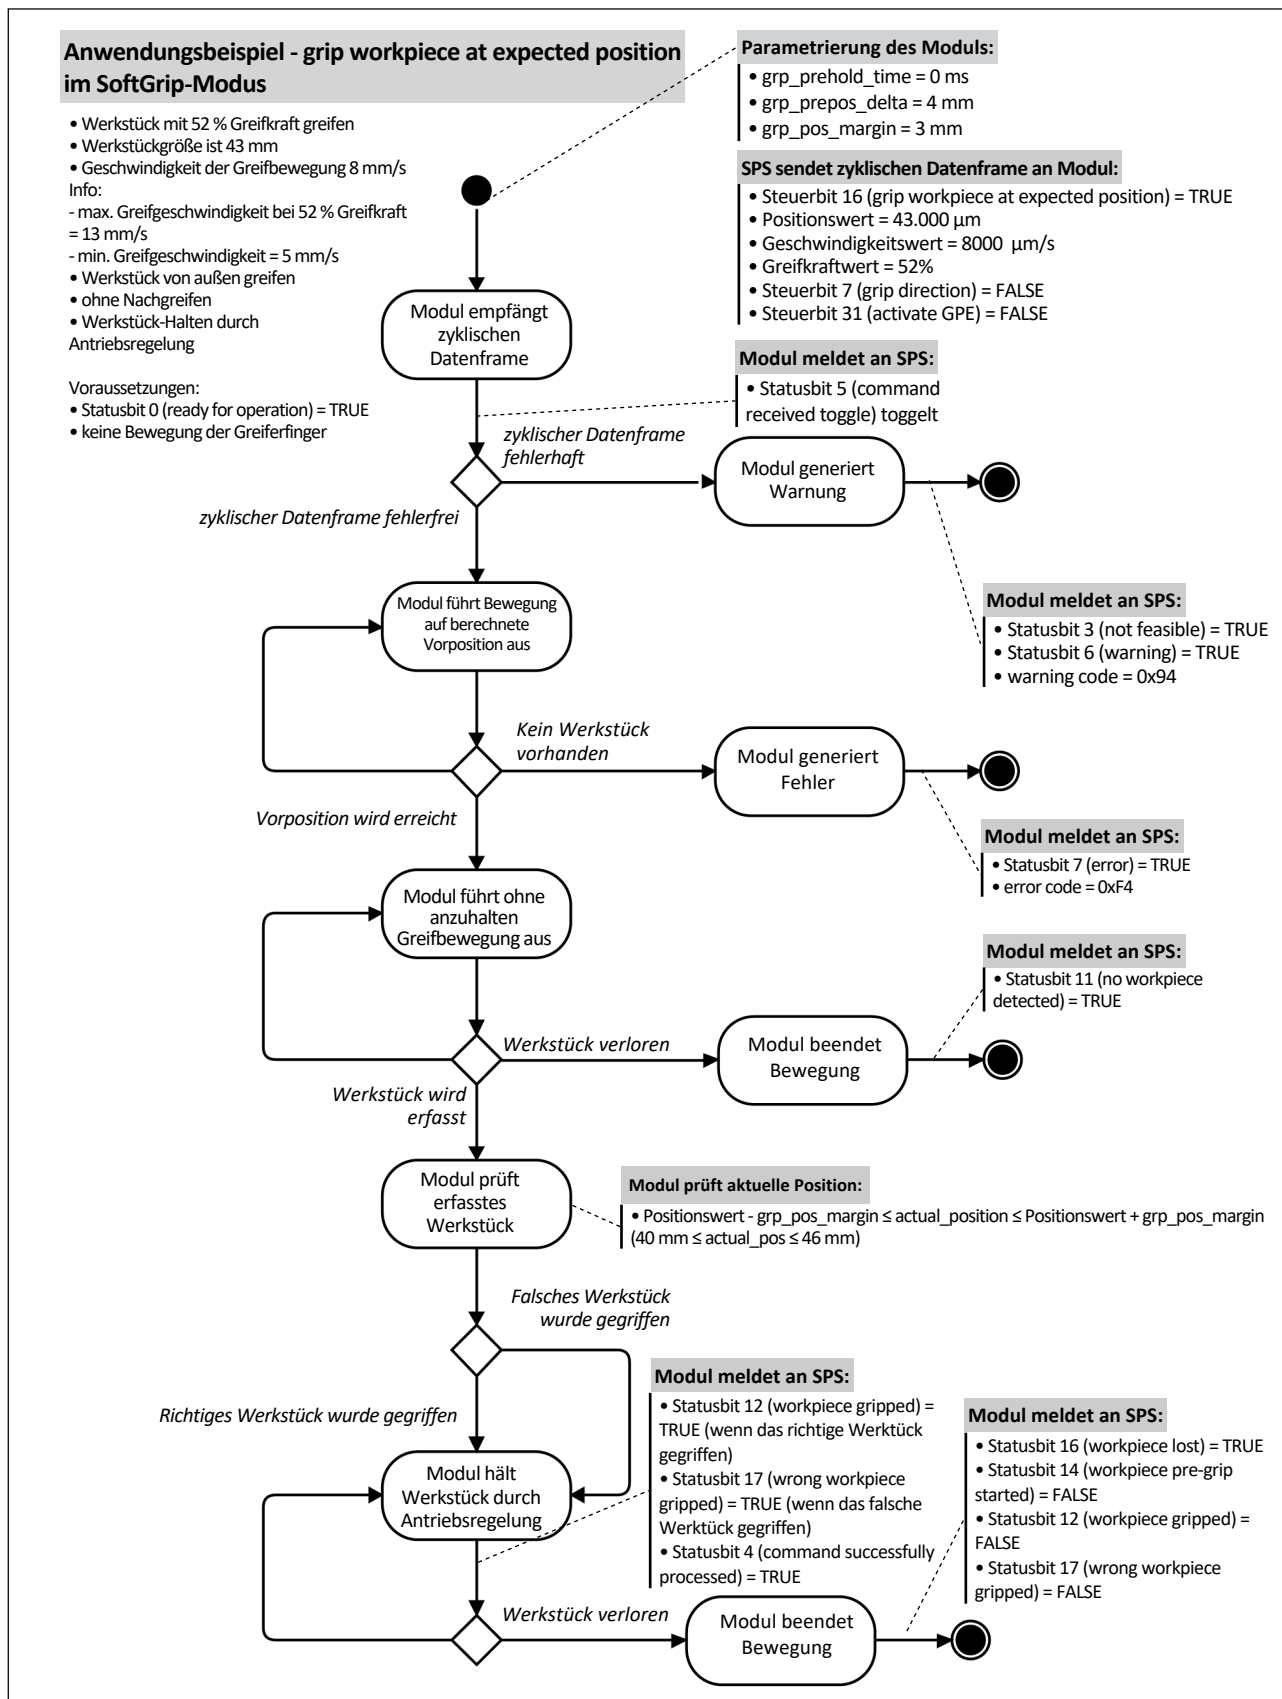 Anwendungsbeispiel - grip workpiece at expected position
im SoftGrip-Modus
• Werkstück mit 52 % Greifkraft greifen
• Werkstückgröße ist 43 mm
• Geschwindigkeit der Greifbewegung 8 mm/s
Info:
- max. Greifgeschwindigkeit bei 52 % Greifkraft
= 13 mm/s
- min. Greifgeschwindigkeit = 5 mm/s
• Werkstück von außen greifen
• ohne Nachgreifen
• Werkstück-Halten durch
Antriebsregelung
Voraussetzungen:
• Statusbit 0 (ready for operation) = TRUE
• keine Bewegung der Greiferfinger
Parametrierung des Moduls:
• grp_prehold_time = 0 ms
• grp_prepos_delta = 4 mm
• grp_pos_margin = 3 mm
SPS sendet zyklischen Datenframe an Modul:
• Steuerbit 16 (grip workpiece at expected position) = TRUE
• Positionswert = 43.000 µm
• Geschwindigkeitswert = 8000 µm/s
• Greifkraftwert = 52%
• Steuerbit 7 (grip direction) = FALSE
• Steuerbit 31 (activate GPE) = FALSE
Modul empfängt
zyklischen
Datenframe
Modul meldet an SPS:
• Statusbit 5 (command
received toggle) toggelt
zyklischer Datenframe
fehlerhaft
Modul generiert
Warnung
zyklischer Datenframe fehlerfrei
Modul meldet an SPS:
• Statusbit 3 (not feasible) = TRUE
• Statusbit 6 (warning) = TRUE
• warning code = 0x94
Modul führt Bewegung
auf berechnete
Vorposition aus
Kein Werkstück
vorhanden
Modul generiert
Fehler
Vorposition wird erreicht
Modul meldet an SPS:
• Statusbit 7 (error) = TRUE
• error code = 0xF4
Modul führt ohne
anzuhalten
Greifbewegung aus
Modul meldet an SPS:
• Statusbit 11 (no workpiece
detected) = TRUE
Werkstück verloren
Modul beendet
Bewegung
Werkstück wird
erfasst
Modul prüft
erfasstes
Werkstück
Modul prüft aktuelle Position:
• Positionswert - grp_pos_margin ≤ actual_position ≤ Positionswert + grp_pos_margin
(40 mm ≤ actual_pos ≤ 46 mm)
Falsches Werkstück
wurde gegriffen
Richtiges Werkstück wurde gegriffen
Modul meldet an SPS:
• Statusbit 12 (workpiece gripped) =
TRUE (wenn das richtige Werktück
gegriffen)
• Statusbit 17 (wrong workpiece
gripped) = TRUE (wenn das falsche
Werktück gegriffen)
• Statusbit 4 (command successfully
processed) = TRUE
Modul meldet an SPS:
• Statusbit 16 (workpiece lost) = TRUE
• Statusbit 14 (workpiece pre-grip
started) = FALSE
• Statusbit 12 (workpiece gripped) =
FALSE
• Statusbit 17 (wrong workpiece
gripped) = FALSE
Modul hält
Werkstück durch
Antriebsregelung
Werkstück verloren
Modul beendet
Bewegung